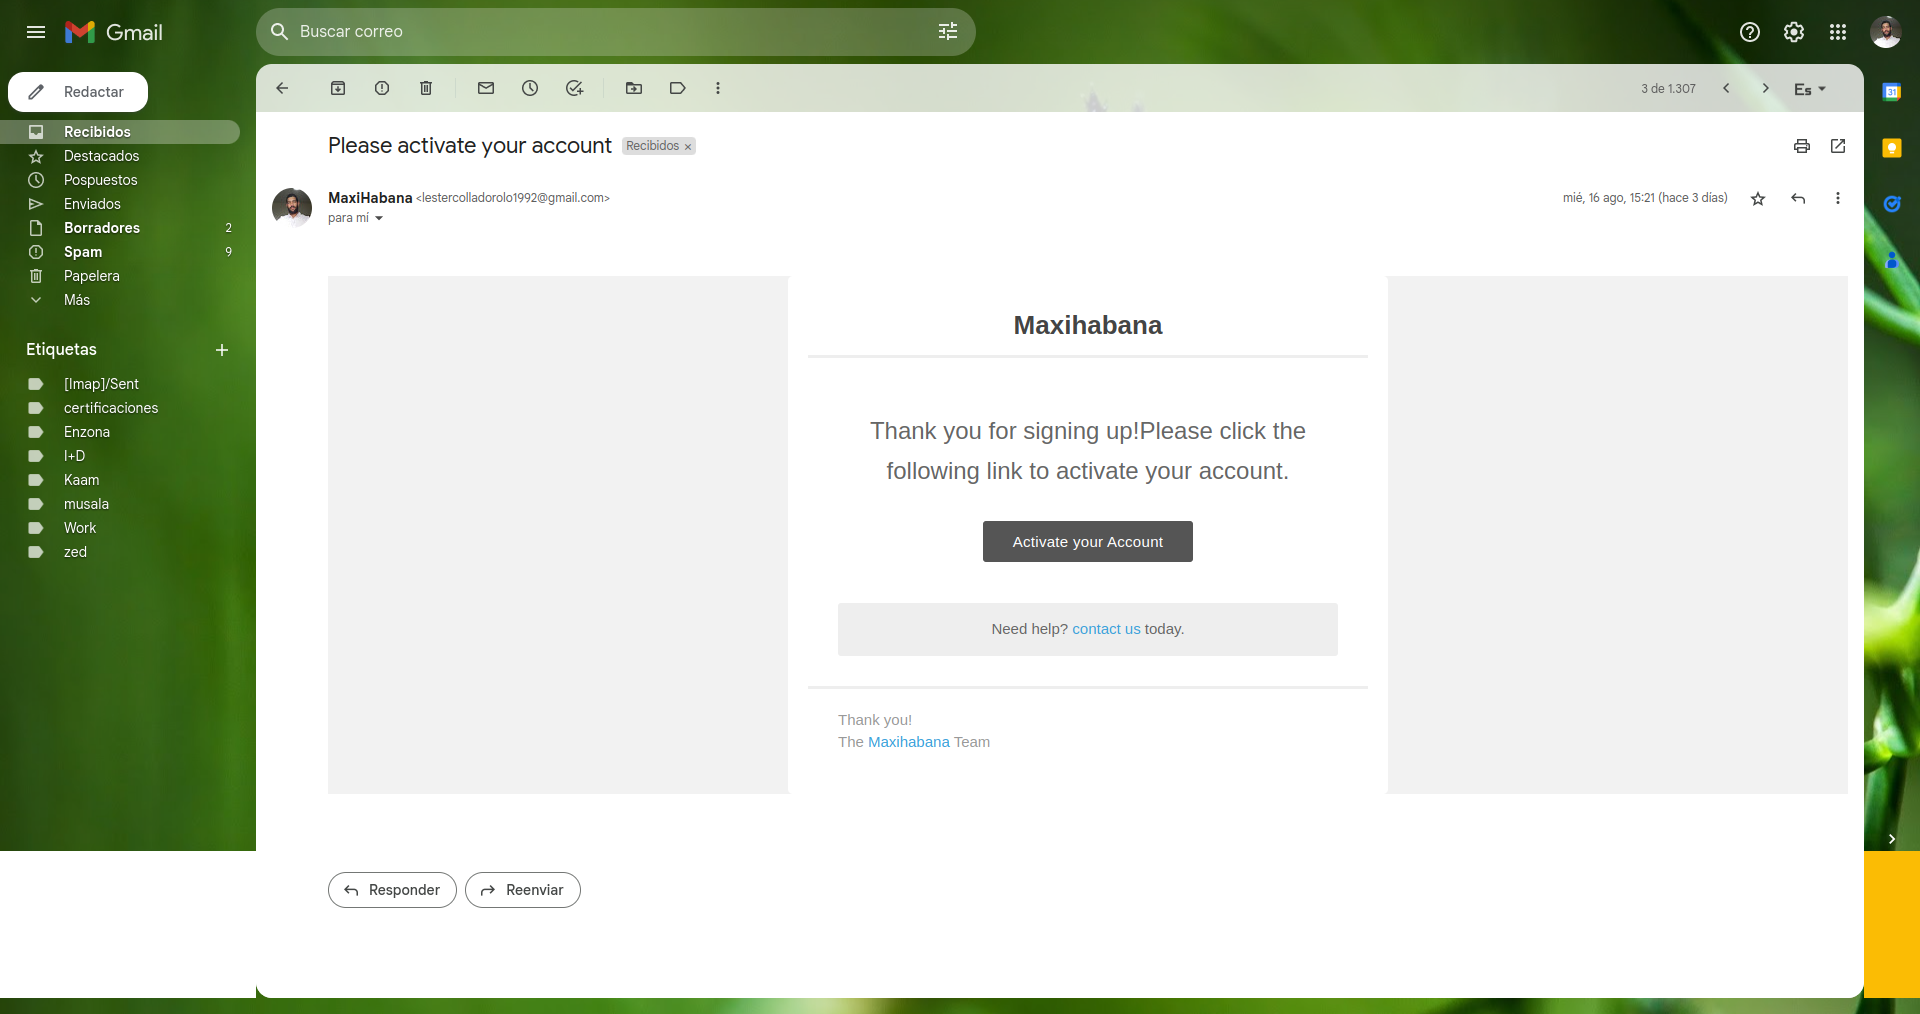 Gmail
Buscar correo
Redactar
Recibidos
Destacados
Pospuestos
Enviados
Borradores 2
Spam 9
Papelera
Más
Etiquetas
[Imap]/Sent
certificaciones
Enzona
I+D
Kaam
musala
Work
zed
3 de 1.307
Es
Please activate your account
Recibidos ×
MaxiHabana <lestercolladorolo1992@gmail.com>
mié, 16 ago, 15:21 (hace 3 días)
para mí
Maxihabana
Thank you for signing up!Please click the
following link to activate your account.
Activate your Account
Need help? contact us today.
Thank you!
The Maxihabana Team
Responder
Reenviar
31